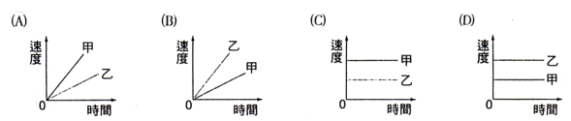 (A) (B) (C) (D)
速度 甲 乙 0 時間
速度 乙 甲 0 時間
速度 甲 乙 0 時間
速度 乙 甲 0 時間